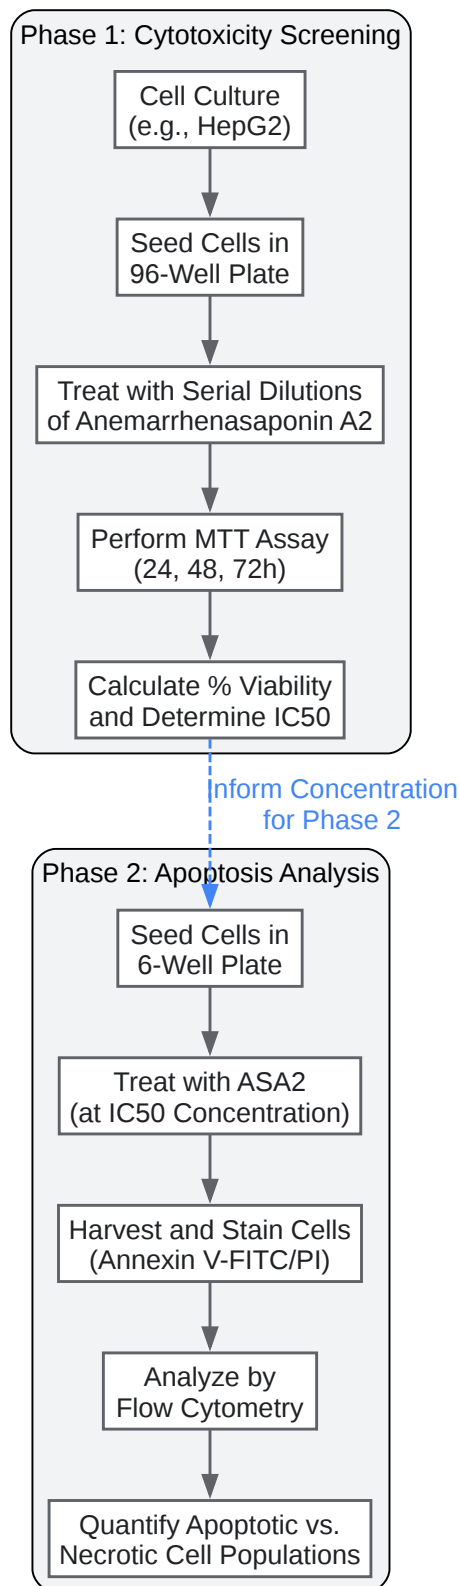 Phase 1: Cytotoxicity Screening
Cell Culture
(e.g., HepG2)
Seed Cells in
96-Well Plate
Treat with Serial Dilutions
of Anemarrhenasaponin A2
Perform MTT Assay
(24, 48, 72h)
Calculate % Viability
and Determine IC50
Inform Concentration
for Phase 2
Phase 2: Apoptosis Analysis
Seed Cells in
6-Well Plate
Treat with ASA2
(at IC50 Concentration)
Harvest and Stain Cells
(Annexin V-FITC/PI)
Analyze by
Flow Cytometry
Quantify Apoptotic vs.
Necrotic Cell Populations